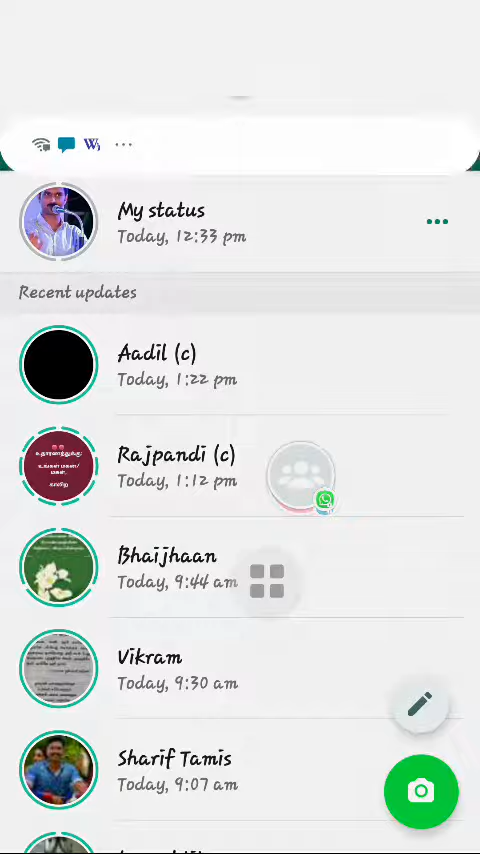 My status
Today, 12:33 pm
Recent updates
Aadil (c)
Today, 1:22 pm
Rajpandi (c)
Today, 1:12 pm
Bhaijhaan
Today, 9:44 am
Vikram
Today, 9:30 am
Sharif Tamis
Today, 9:07 am